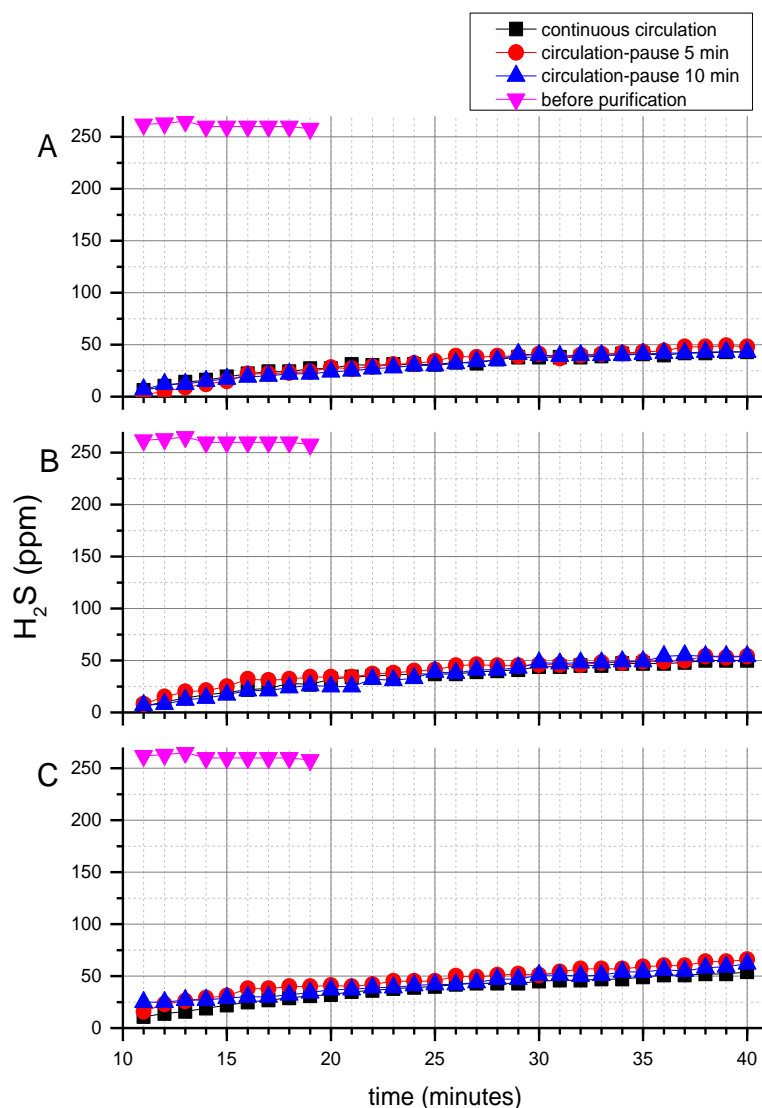 continuous circulation
circulation-pause 5 min
circulation-pause 10 min
before purification
A
250
200
150
100
50
0
B
250
200
150
100
50
0
H₂S (ppm)
C
250
200
150
100
50
0
10 15 20 25 30 35 40
time (minutes)